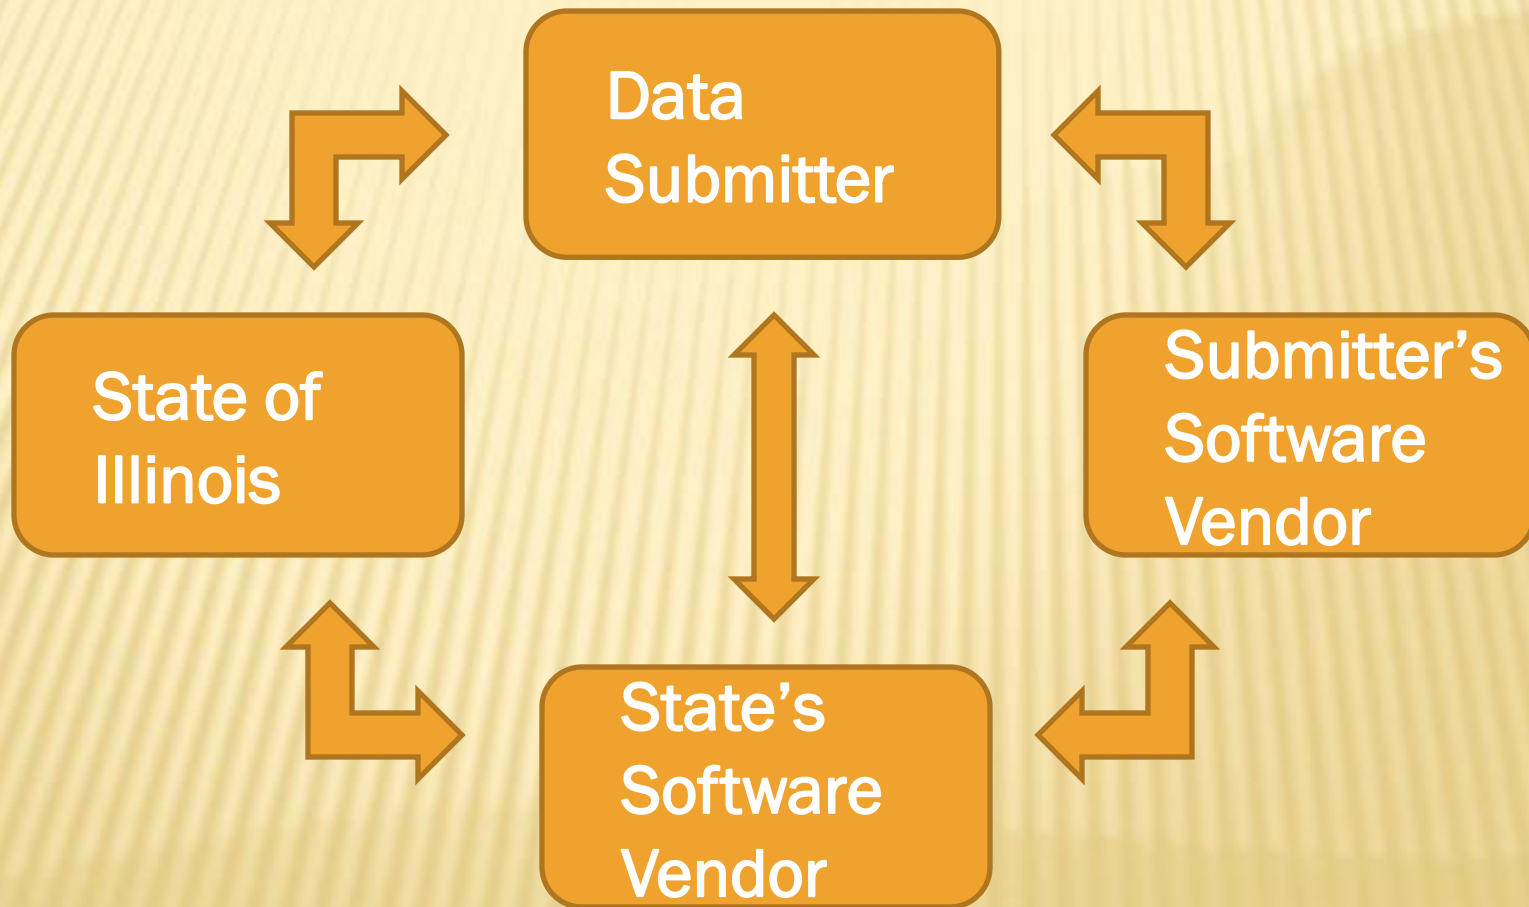 Data
Submitter
State of
Illinois
Submitter’s
Software
Vendor
State’s
Software
Vendor